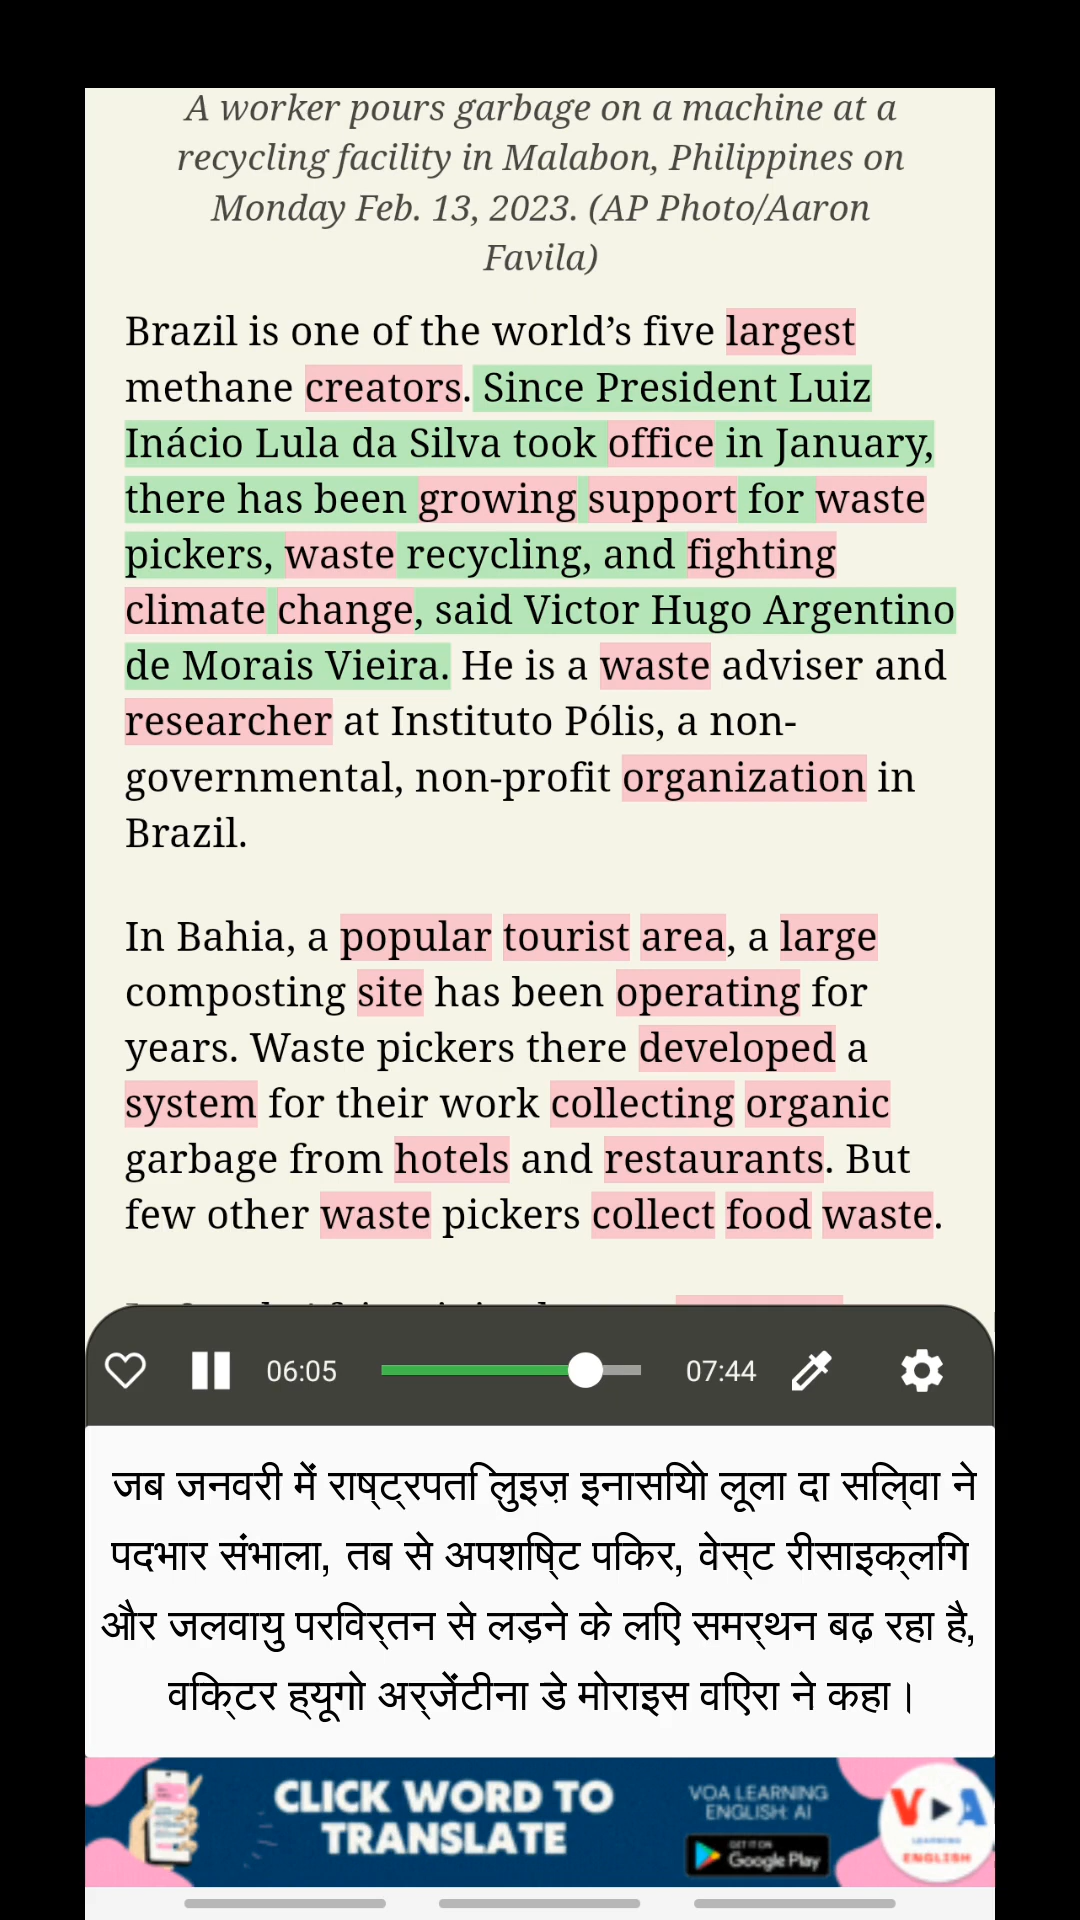 A worker pours garbage on a machine at a
recycling facility in Malabon, Philippines on
Monday Feb. 13, 2023. (AP Photo/Aaron
Favila)
Brazil is one of the world’s five largest
methane creators. Since President Luiz
Inácio Lula da Silva took office in January,
there has been growing support for waste
pickers, waste recycling, and fighting
climate change, said Victor Hugo Argentino
de Morais Vieira. He is a waste adviser and
researcher at Instituto Pólis, a non-
governmental, non-profit organization in
Brazil.
In Bahia, a popular tourist area, a large
composting site has been operating for
years. Waste pickers there developed a
system for their work collecting organic
garbage from hotels and restaurants. But
few other waste pickers collect food waste.
06:05 07:44
जब जनवरी में राष्ट्रपति लुइज़ इनासियो लूला दा सिल्वा ने
पदभार संभाला, तब से अपशिष्ट पिकर, वेस्ट रीसाइक्लिंग
और जलवायु परिवर्तन से लड़ने के लिए समर्थन बढ़ रहा है,
विक्टर ह्यूगो अर्जेंटीना डे मोराइस विएरा ने कहा।
CLICK WORD TO
TRANSLATE
VOA LEARNING
ENGLISH: AI
GET IT ON
Google Play
VOA
LEARNING
ENGLISH